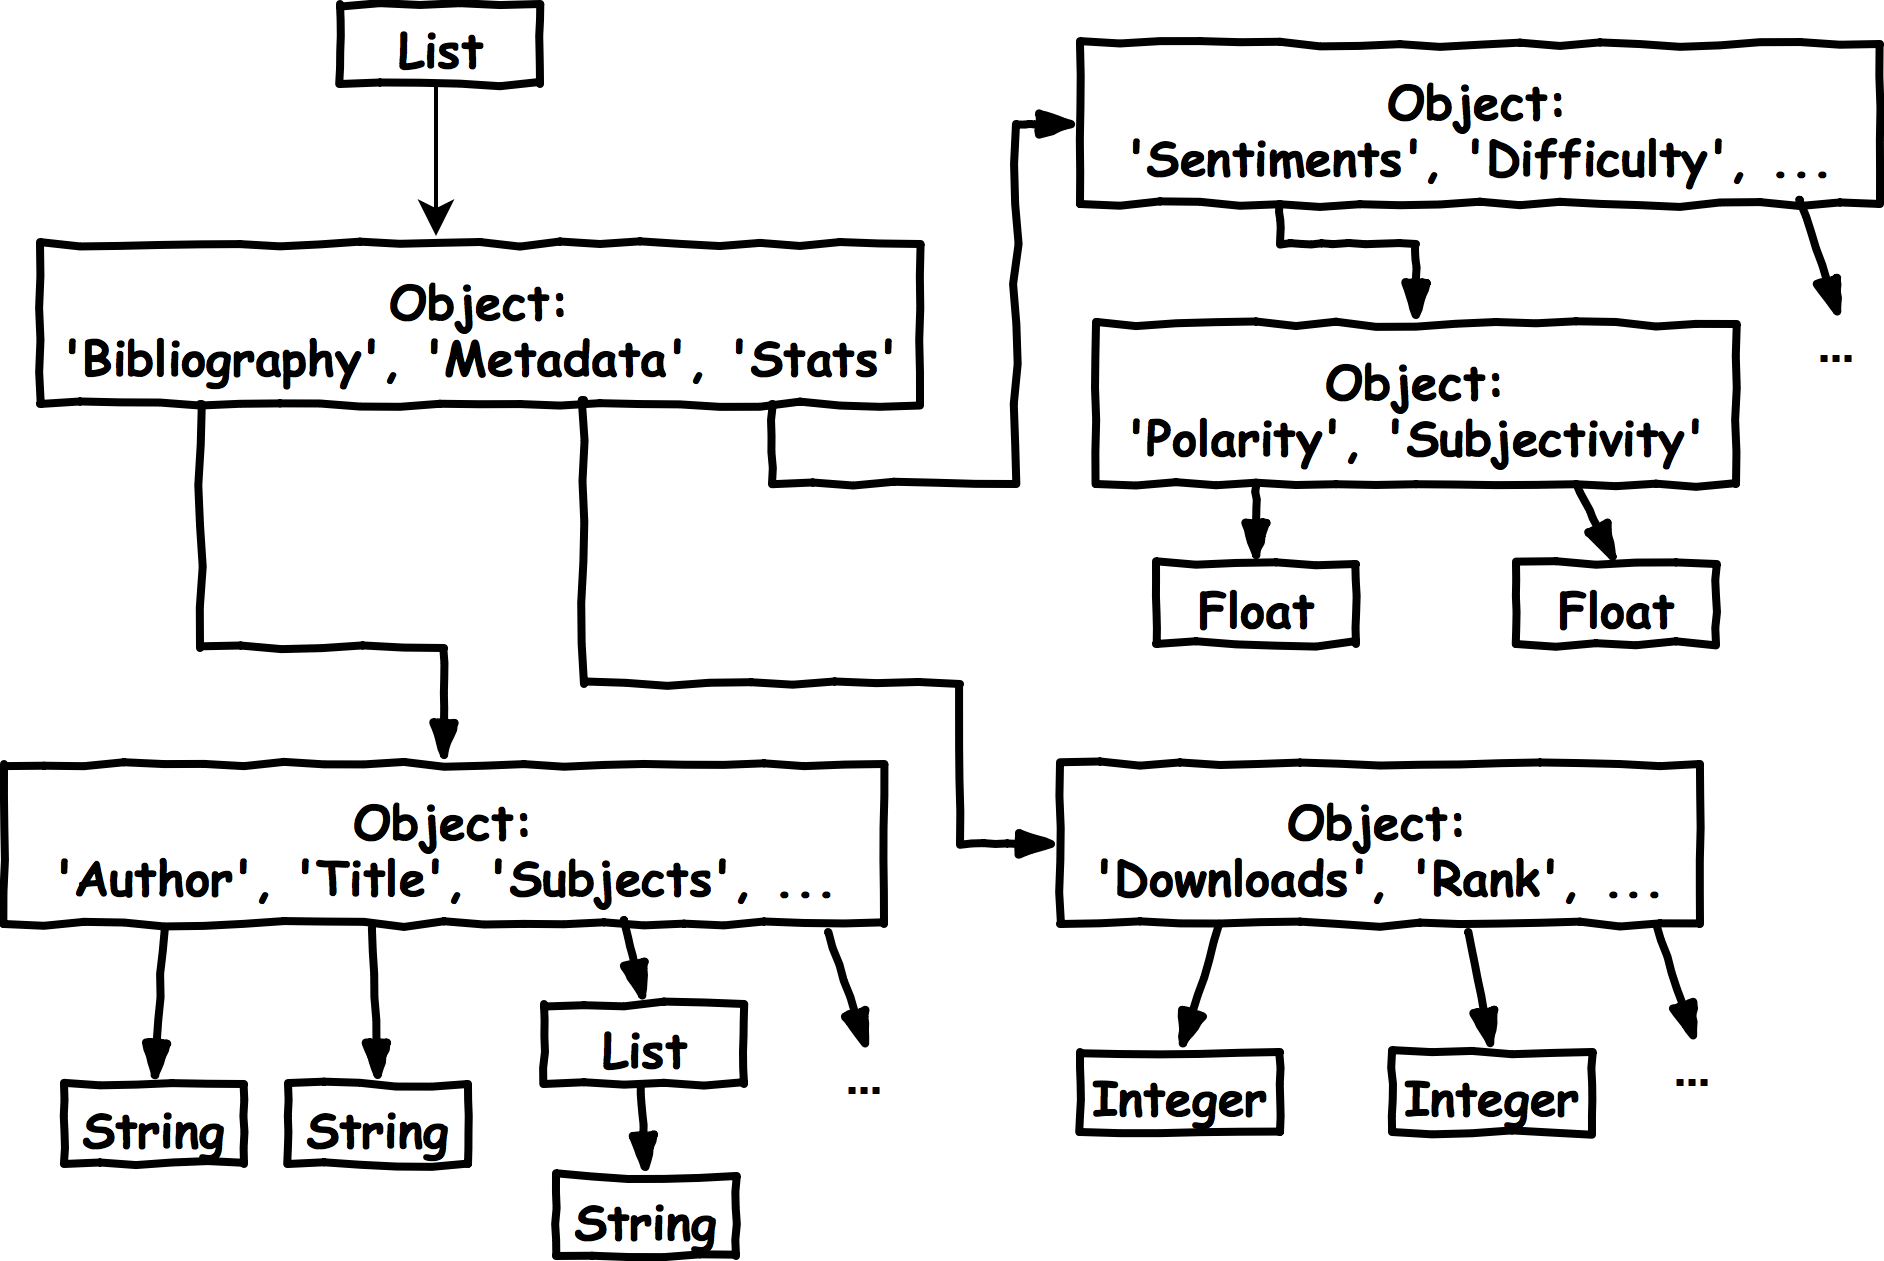 List
Object:
'Bibliography', 'Metadata', 'Stats'
Object:
'Sentiments', 'Difficulty', ...
...
Object:
'Polarity', 'Subjectivity'
Float
Float
Object:
'Author', 'Title', 'Subjects', ...
String
String
List
String
...
Object:
'Downloads', 'Rank', ...
Integer
Integer
...